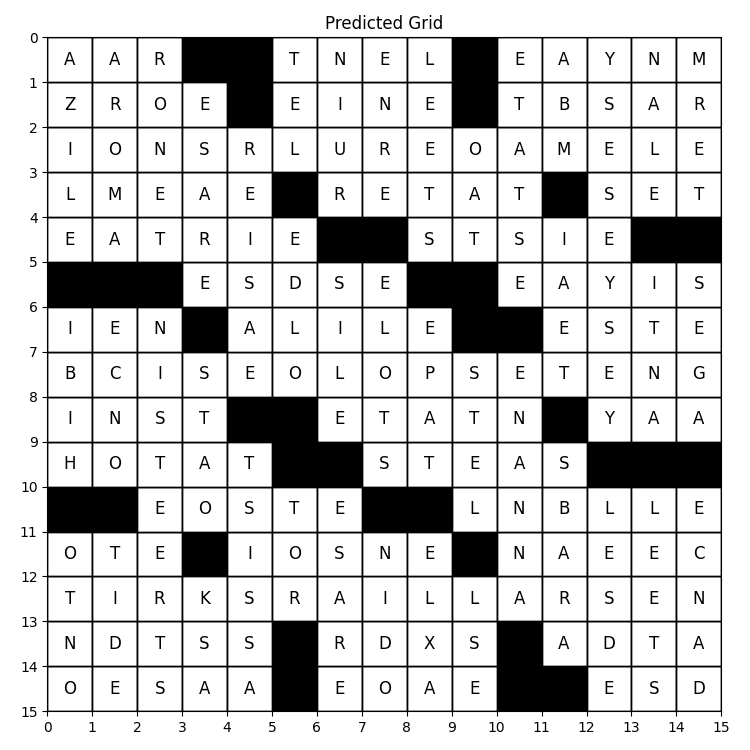 Predicted Grid
0
A A R T N E L E A Y N M
1
Z R O E E I N E T B S A R
2
I O N S R L U R E O A M E L E
3
L M E A E R E T A T S E T
4
E A T R I E S T S I E
5
E S D S E E A Y I S
6
I E N A L I L E E S T E
7
B C I S E O L O P S E T E N G
8
I N S T E T A T N Y A A
9
H O T A T S T E A S
10
E O S T E L N B L L E
11
O T E I O S N E N A E E C
12
T I R K S R A I L L A R S E N
13
N D T S S R D X S A D T A
14
O E S A A E O A E E S D
15
0 1 2 3 4 5 6 7 8 9 10 11 12 13 14 15